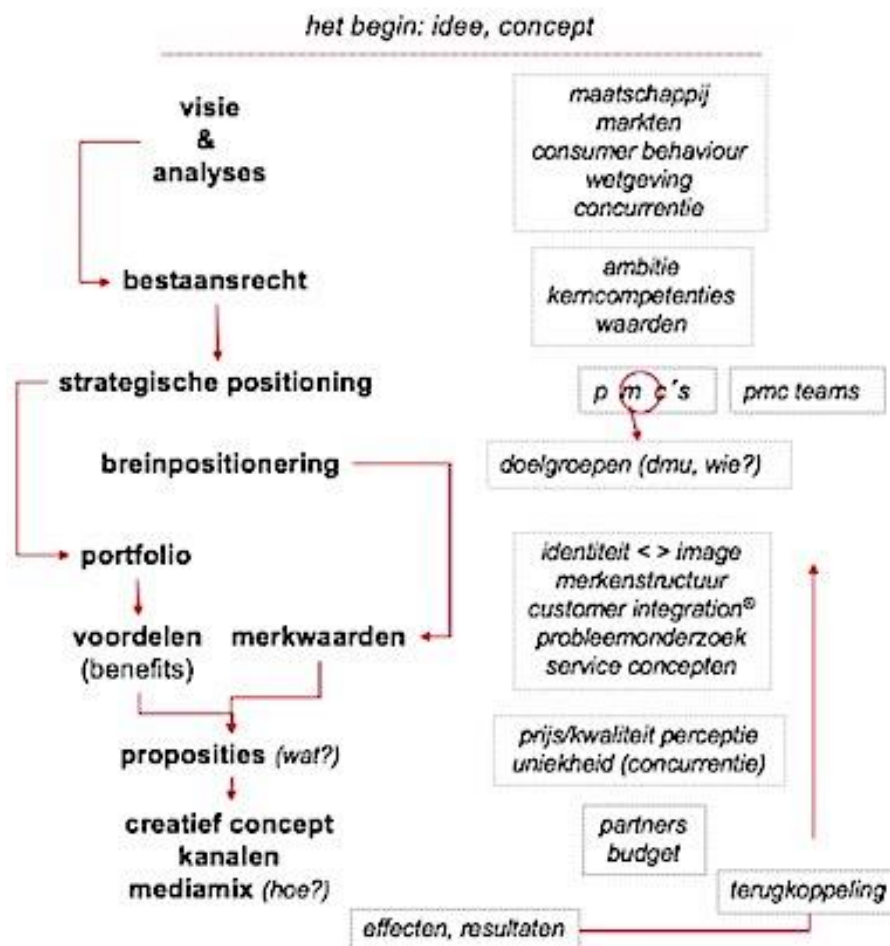 het begin: idee, concept
visie
&
analyses
maatschappij
markten
consumer behaviour
wetgeving
concurrentie
bestaansrecht
ambitie
kerncompetenties
waarden
strategische positioning
p m c´s
pmc teams
breinpositionering
doelgroepen (dmu, wie?)
portfolio
identiteit < > image
merkenstructuur
customer integration®
probleemonderzoek
service concepten
voordelen
(benefits)
merkwaarden
proposities (wat?)
prijs/kwaliteit perceptie
uniekheid (concurrentie)
creatief concept
kanalen
mediamix (hoe?)
partners
budget
terugkoppeling
effecten, resultaten